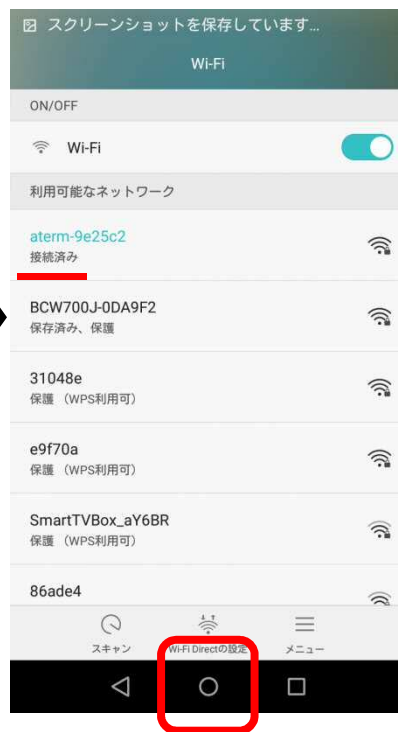 スクリーンショットを保存しています...
Wi-Fi
ON/OFF
Wi-Fi
利用可能なネットワーク
aterm-9e25c2
接続済み
BCW700J-0DA9F2
保存済み、保護
31048e
保護 （WPS利用可）
e9f70a
保護 （WPS利用可）
SmartTVBox_aY6BR
保護 （WPS利用可）
86ade4
スキャン Wi-Fi Directの設定 メニュー